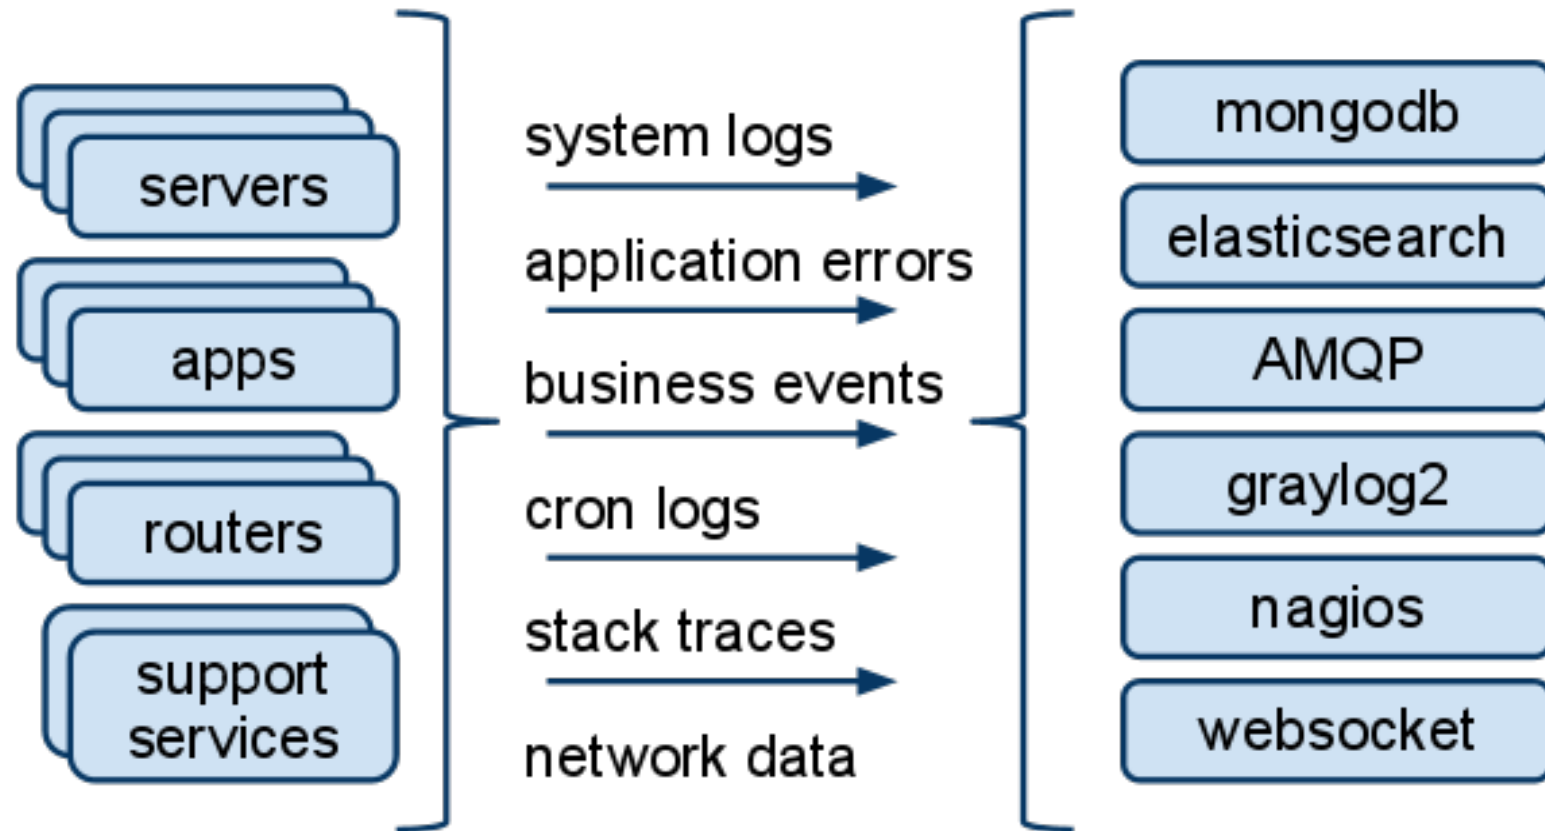 servers
apps
routers
support
services
system logs
application errors
business events
cron logs
stack traces
network data
mongodb
elasticsearch
AMQP
graylog2
nagios
websocket